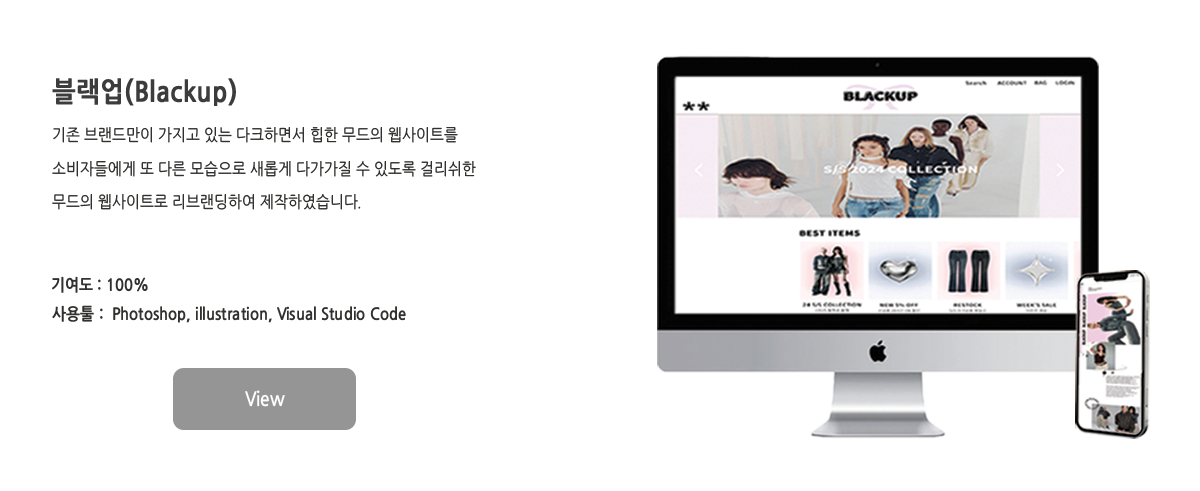 블랙업(Blackup)
기존 브랜드만이 가지고 있는 다크하면서 힙한 무드의 웹사이트를
소비자들에게 또 다른 모습으로 새롭게 다가가질 수 있도록 걸리쉬한
무드의 웹사이트로 리브랜딩하여 제작하였습니다.
기여도 : 100%
사용툴 : Photoshop, illustration, Visual Studio Code
View
Search ACCOUNT BAG LOGIN
**
BLACKUP
S/S 2024 COLLECTION
BEST ITEMS
24 S/S COLLECTION NEW 5% OFF RESTOCK WEEK'S SALE